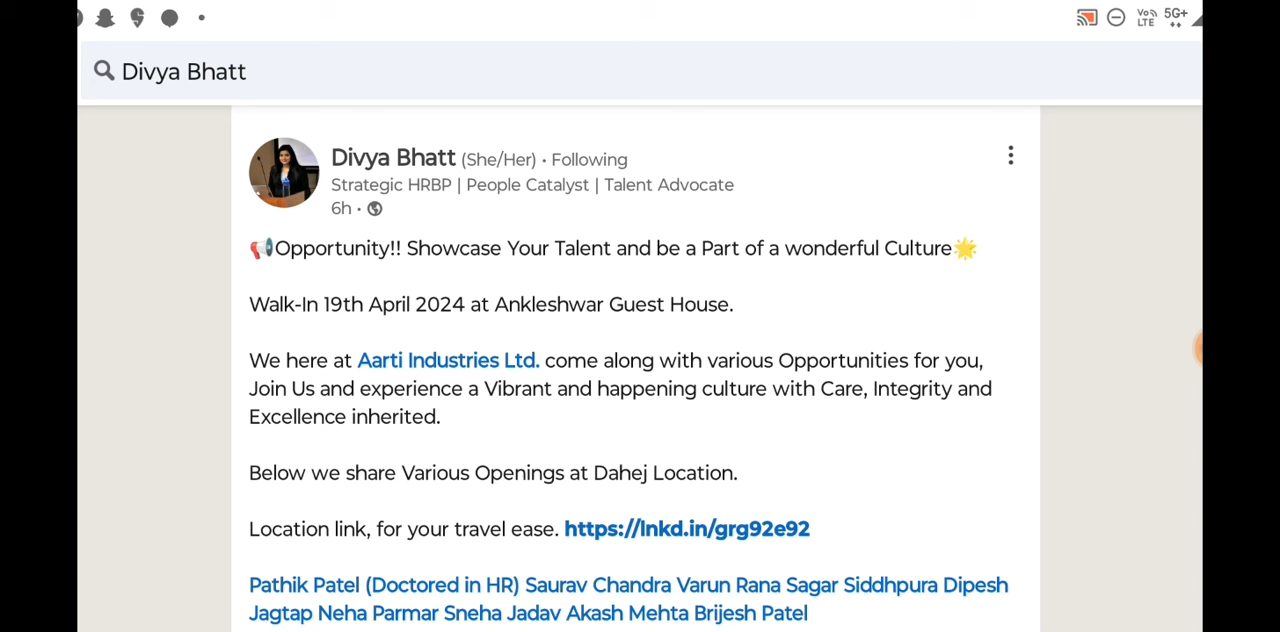 Vo))
LTE
5G+
Divya Bhatt
Divya Bhatt (She/Her) • Following
Strategic HRBP | People Catalyst | Talent Advocate
6h •
📢Opportunity!! Showcase Your Talent and be a Part of a wonderful Culture🌟
Walk-In 19th April 2024 at Ankleshwar Guest House.
We here at Aarti Industries Ltd. come along with various Opportunities for you,
Join Us and experience a Vibrant and happening culture with Care, Integrity and
Excellence inherited.
Below we share Various Openings at Dahej Location.
Location link, for your travel ease. https://lnkd.in/grg92e92
Pathik Patel (Doctored in HR) Saurav Chandra Varun Rana Sagar Siddhpura Dipesh
Jagtap Neha Parmar Sneha Jadav Akash Mehta Brijesh Patel